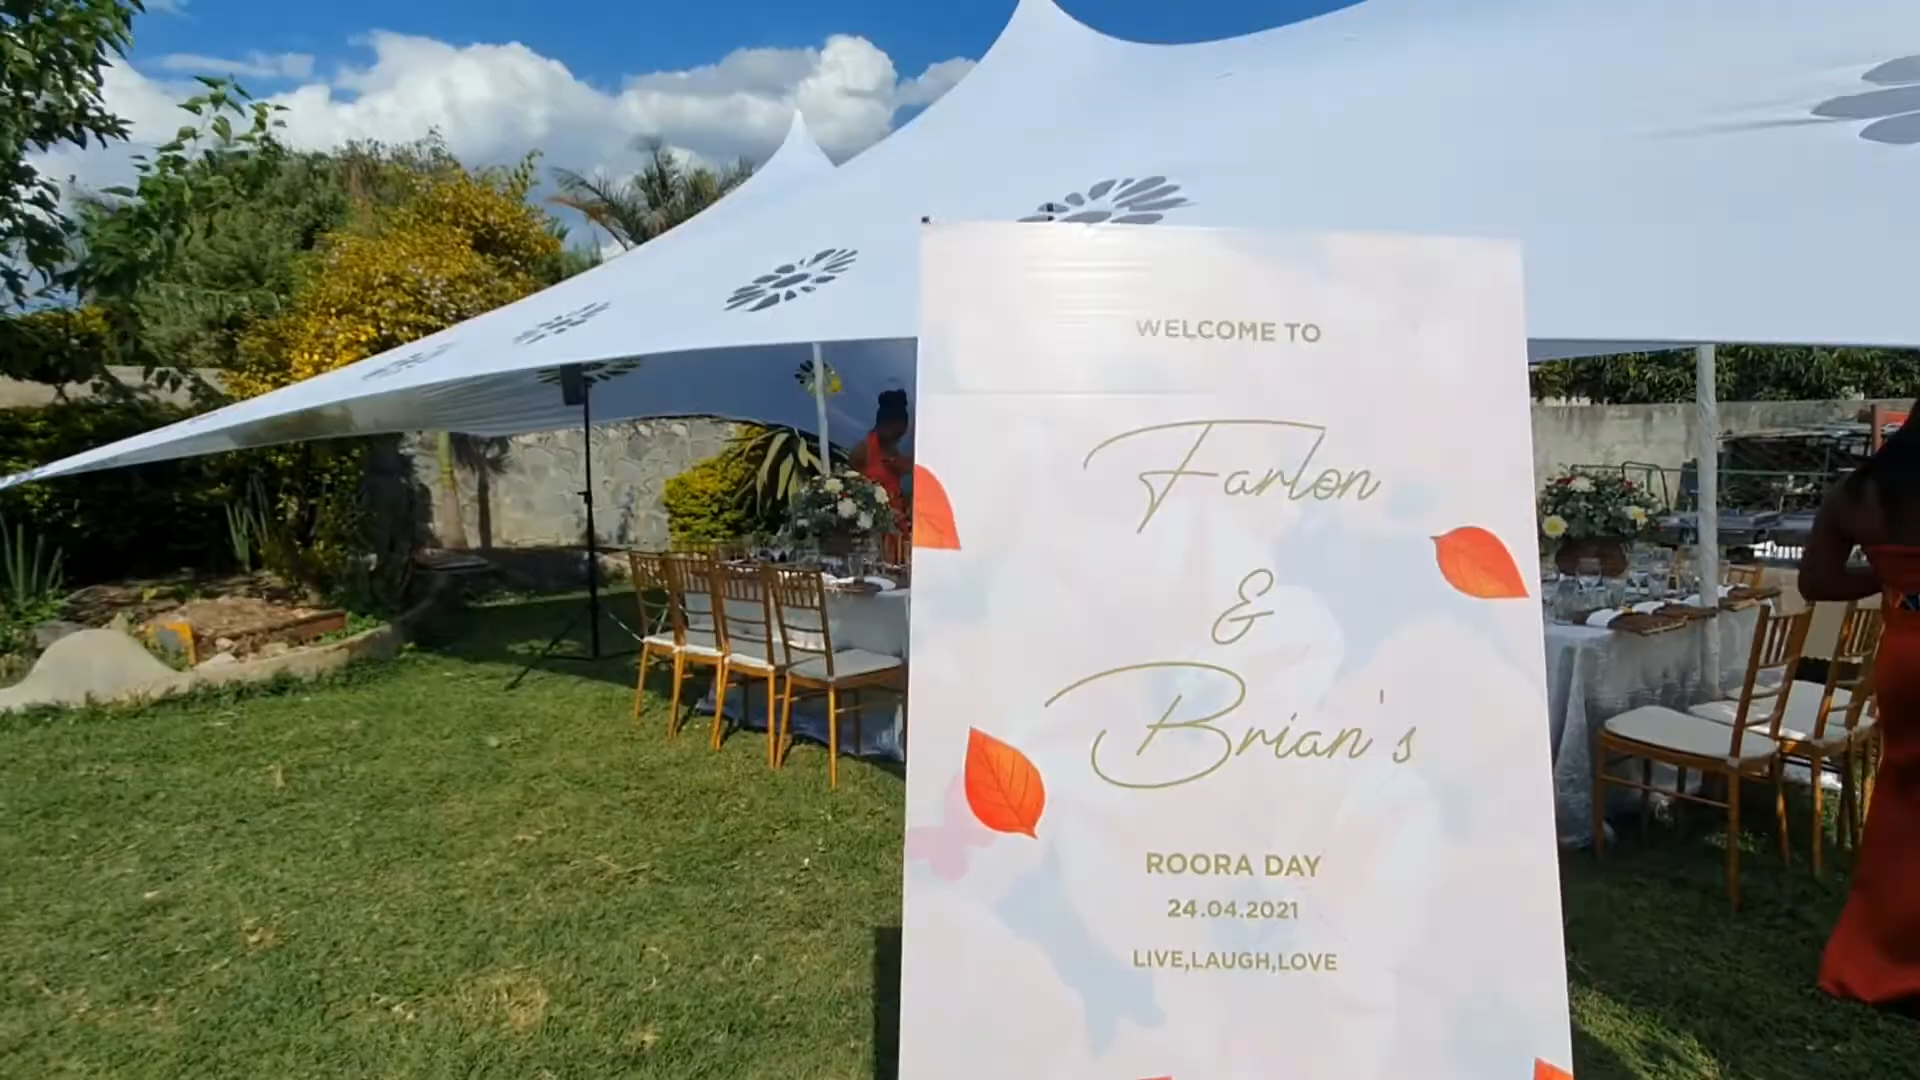 WELCOME TO
Farlon
&
Brian's
ROORA DAY
24.04.2021
LIVE,LAUGH,LOVE